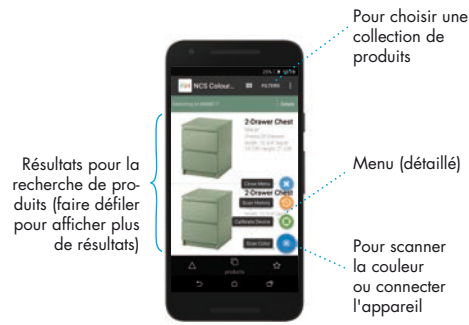 Pour choisir une
collection de
produits
NCS Colour...
FILTERS
2-Drawer Chest
Résultats pour la
recherche de pro-
duits (faire défiler
pour afficher plus
de résultats)
Menu (détaillé)
Close Menu
2-Drawer Chest
Scan History
Calibrate Device
Scan Color
Pour scanner
la couleur
ou connecter
l'appareil
products